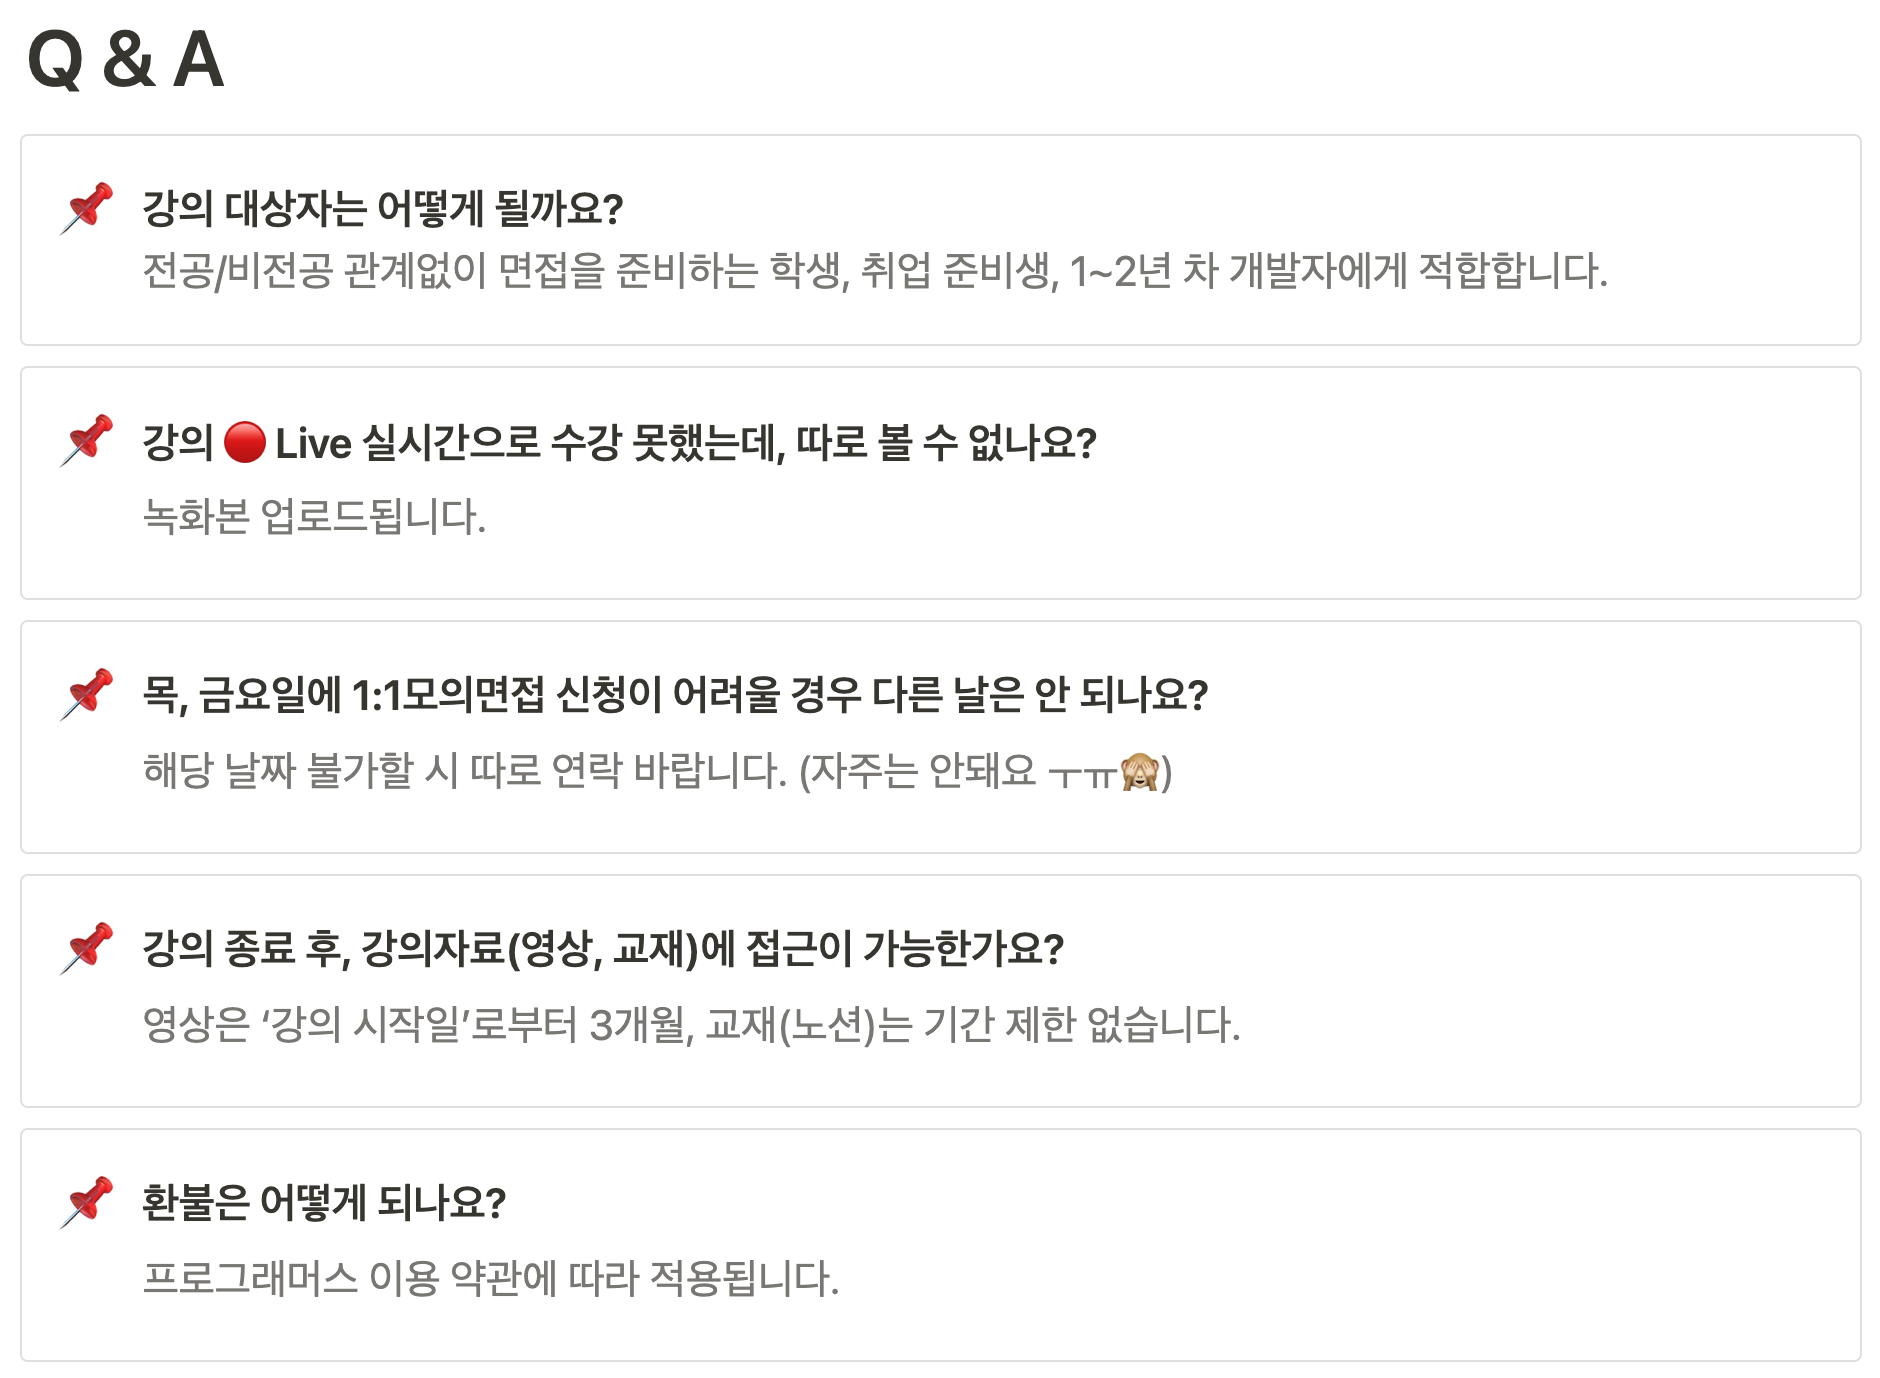 Q & A
📌 강의 대상자는 어떻게 될까요?
전공/비전공 관계없이 면접을 준비하는 학생, 취업 준비생, 1~2년 차 개발자에게 적합합니다.
📌 강의 🔴 Live 실시간으로 수강 못했는데, 따로 볼 수 없나요?
녹화본 업로드됩니다.
📌 목, 금요일에 1:1모의면접 신청이 어려울 경우 다른 날은 안 되나요?
해당 날짜 불가할 시 따로 연락 바랍니다. (자주는 안돼요 ㅜㅠ🙈)
📌 강의 종료 후, 강의자료(영상, 교재)에 접근이 가능한가요?
영상은 ‘강의 시작일’로부터 3개월, 교재(노션)는 기간 제한 없습니다.
📌 환불은 어떻게 되나요?
프로그래머스 이용 약관에 따라 적용됩니다.